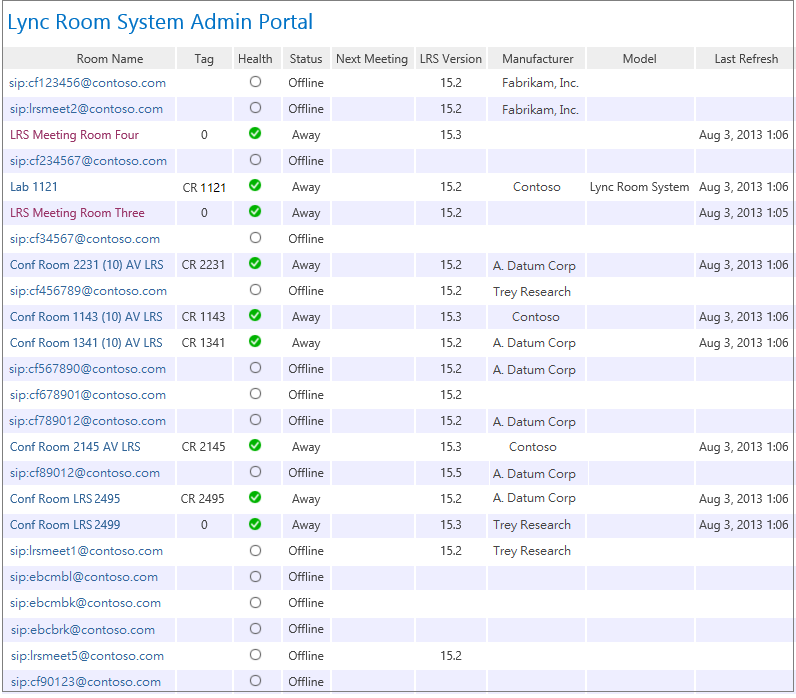 Lync Room System Admin Portal
Room Name Tag Health Status Next Meeting LRS Version Manufacturer Model Last Refresh
sip:cf123456@contoso.com Offline 15.2 Fabrikam, Inc.
sip:lrsmeet2@contoso.com Offline 15.2 Fabrikam, Inc.
LRS Meeting Room Four 0 Away 15.3 Aug 3, 2013 1:06
sip:cf234567@contoso.com Offline
Lab 1121 CR 1121 Away 15.2 Contoso Lync Room System Aug 3, 2013 1:06
LRS Meeting Room Three 0 Away 15.2 Aug 3, 2013 1:05
sip:cf34567@contoso.com Offline
Conf Room 2231 (10) AV LRS CR 2231 Away 15.2 A. Datum Corp Aug 3, 2013 1:06
sip:cf456789@contoso.com Offline 15.2 Trey Research
Conf Room 1143 (10) AV LRS CR 1143 Away 15.3 Contoso Aug 3, 2013 1:06
Conf Room 1341 (10) AV LRS CR 1341 Away 15.2 A. Datum Corp Aug 3, 2013 1:06
sip:cf567890@contoso.com Offline 15.2 A. Datum Corp
sip:cf678901@contoso.com Offline 15.2
sip:cf789012@contoso.com Offline 15.2 A. Datum Corp
Conf Room 2145 AV LRS CR 2145 Away 15.3 Contoso Aug 3, 2013 1:06
sip:cf89012@contoso.com Offline 15.5 A. Datum Corp
Conf Room LRS 2495 CR 2495 Away 15.2 A. Datum Corp Aug 3, 2013 1:06
Conf Room LRS 2499 0 Away 15.3 Trey Research Aug 3, 2013 1:06
sip:lrsmeet1@contoso.com Offline 15.2 Trey Research
sip:ebcmbl@contoso.com Offline
sip:ebcmbk@contoso.com Offline
sip:ebcbrk@contoso.com Offline
sip:lrsmeet5@contoso.com Offline 15.2
sip:cf90123@contoso.com Offline